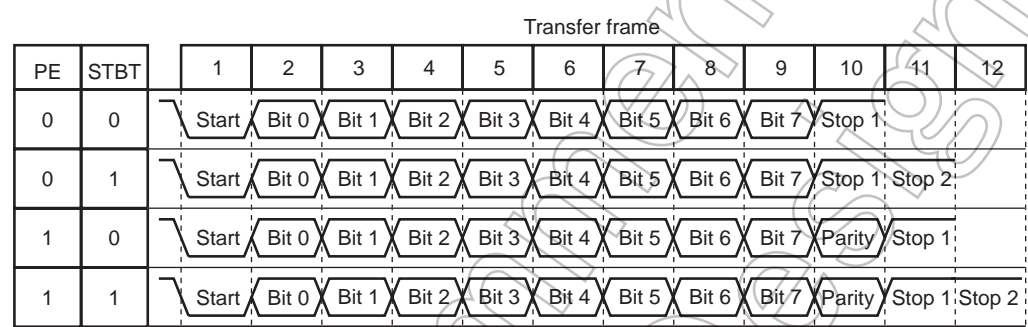 Transfer frame
PE STBT 1 2 3 4 5 6 7 8 9 10 11 12
0 0 Start Bit 0 Bit 1 Bit 2 Bit 3 Bit 4 Bit 5 Bit 6 Bit 7 Stop 1
0 1 Start Bit 0 Bit 1 Bit 2 Bit 3 Bit 4 Bit 5 Bit 6 Bit 7 Stop 1 Stop 2
1 0 Start Bit 0 Bit 1 Bit 2 Bit 3 Bit 4 Bit 5 Bit 6 Bit 7 Parity Stop 1
1 1 Start Bit 0 Bit 1 Bit 2 Bit 3 Bit 4 Bit 5 Bit 6 Bit 7 Parity Stop 1 Stop 2